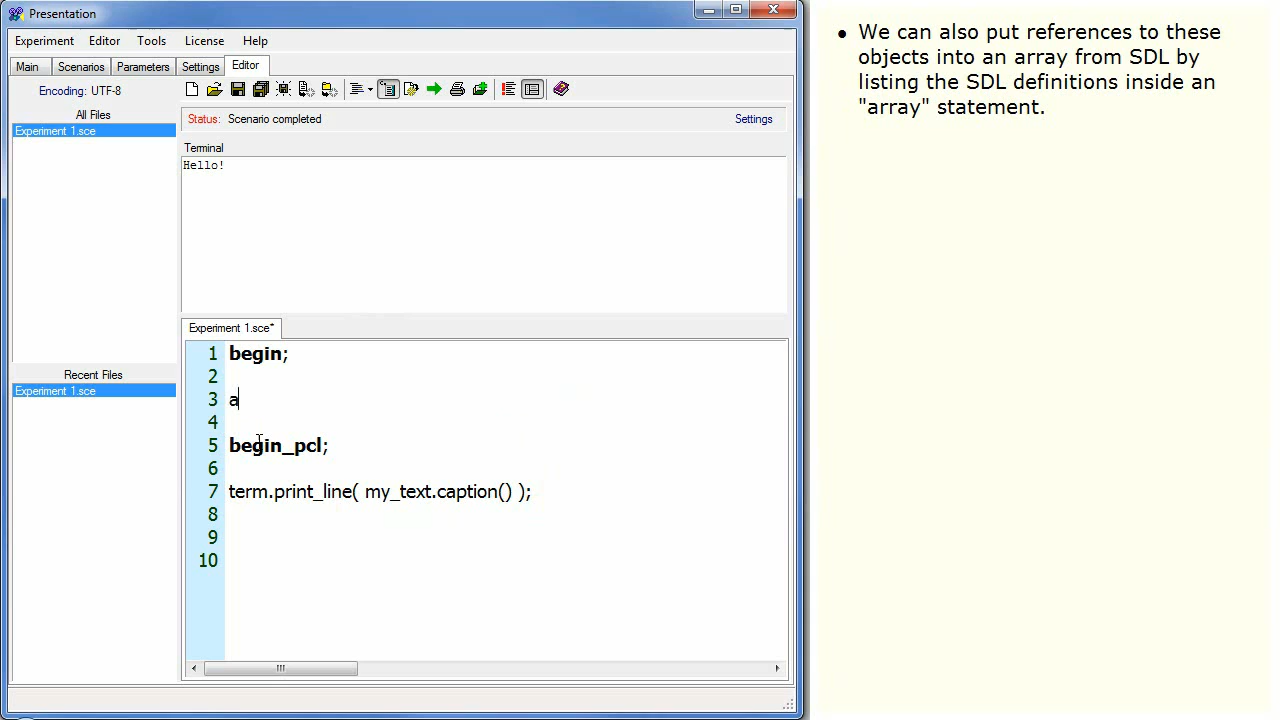 Presentation
Experiment Editor Tools License Help
Main Scenarios Parameters Settings Editor
Encoding: UTF-8
All Files
Experiment 1.sce
Status: Scenario completed Settings
Terminal
Hello!
Recent Files
Experiment 1.sce
Experiment 1.sce*
1 begin;
2
3 a
4
5 begin_pcl;
6
7 term.print_line( my_text.caption() );
8
9
10
• We can also put references to these
objects into an array from SDL by
listing the SDL definitions inside an
"array" statement.